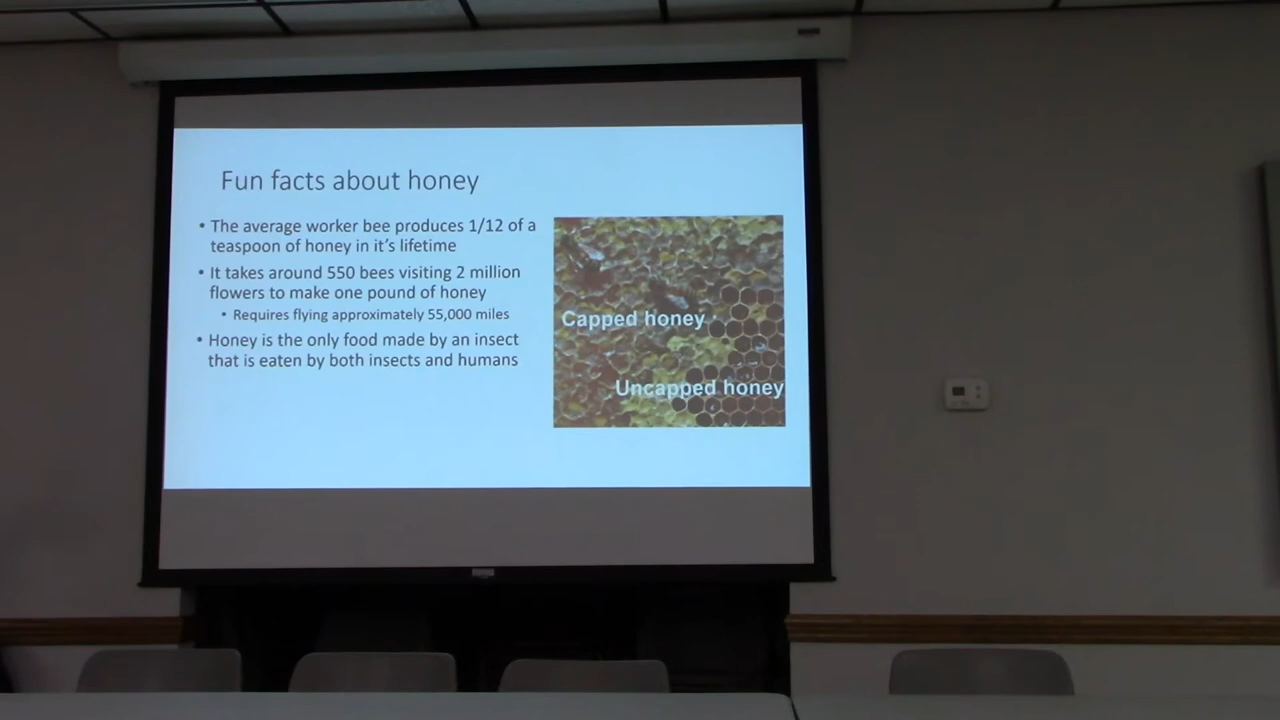 Fun facts about honey
• The average worker bee produces 1/12 of a
teaspoon of honey in it's lifetime
• It takes around 550 bees visiting 2 million
flowers to make one pound of honey
• Requires flying approximately 55,000 miles
• Honey is the only food made by an insect
that is eaten by both insects and humans
Capped honey
Uncapped honey